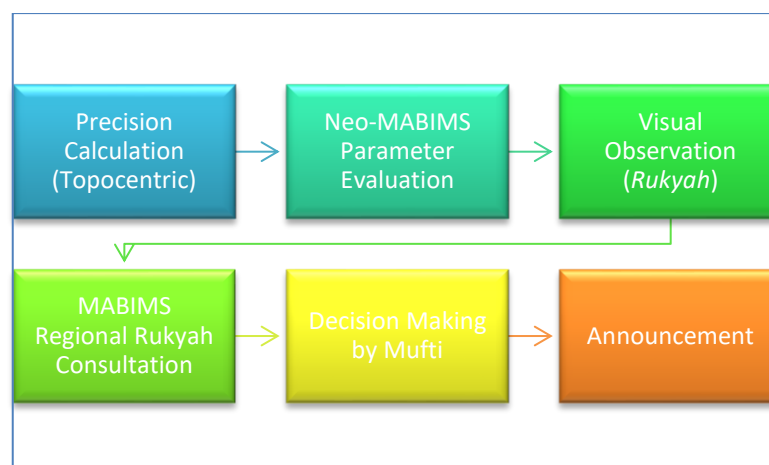 Precision
Calculation
(Topocentric)
Neo-MABIMS
Parameter
Evaluation
Visual
Observation
(Rukyah)
MABIMS
Regional Rukyah
Consultation
Decision Making
by Mufti
Announcement